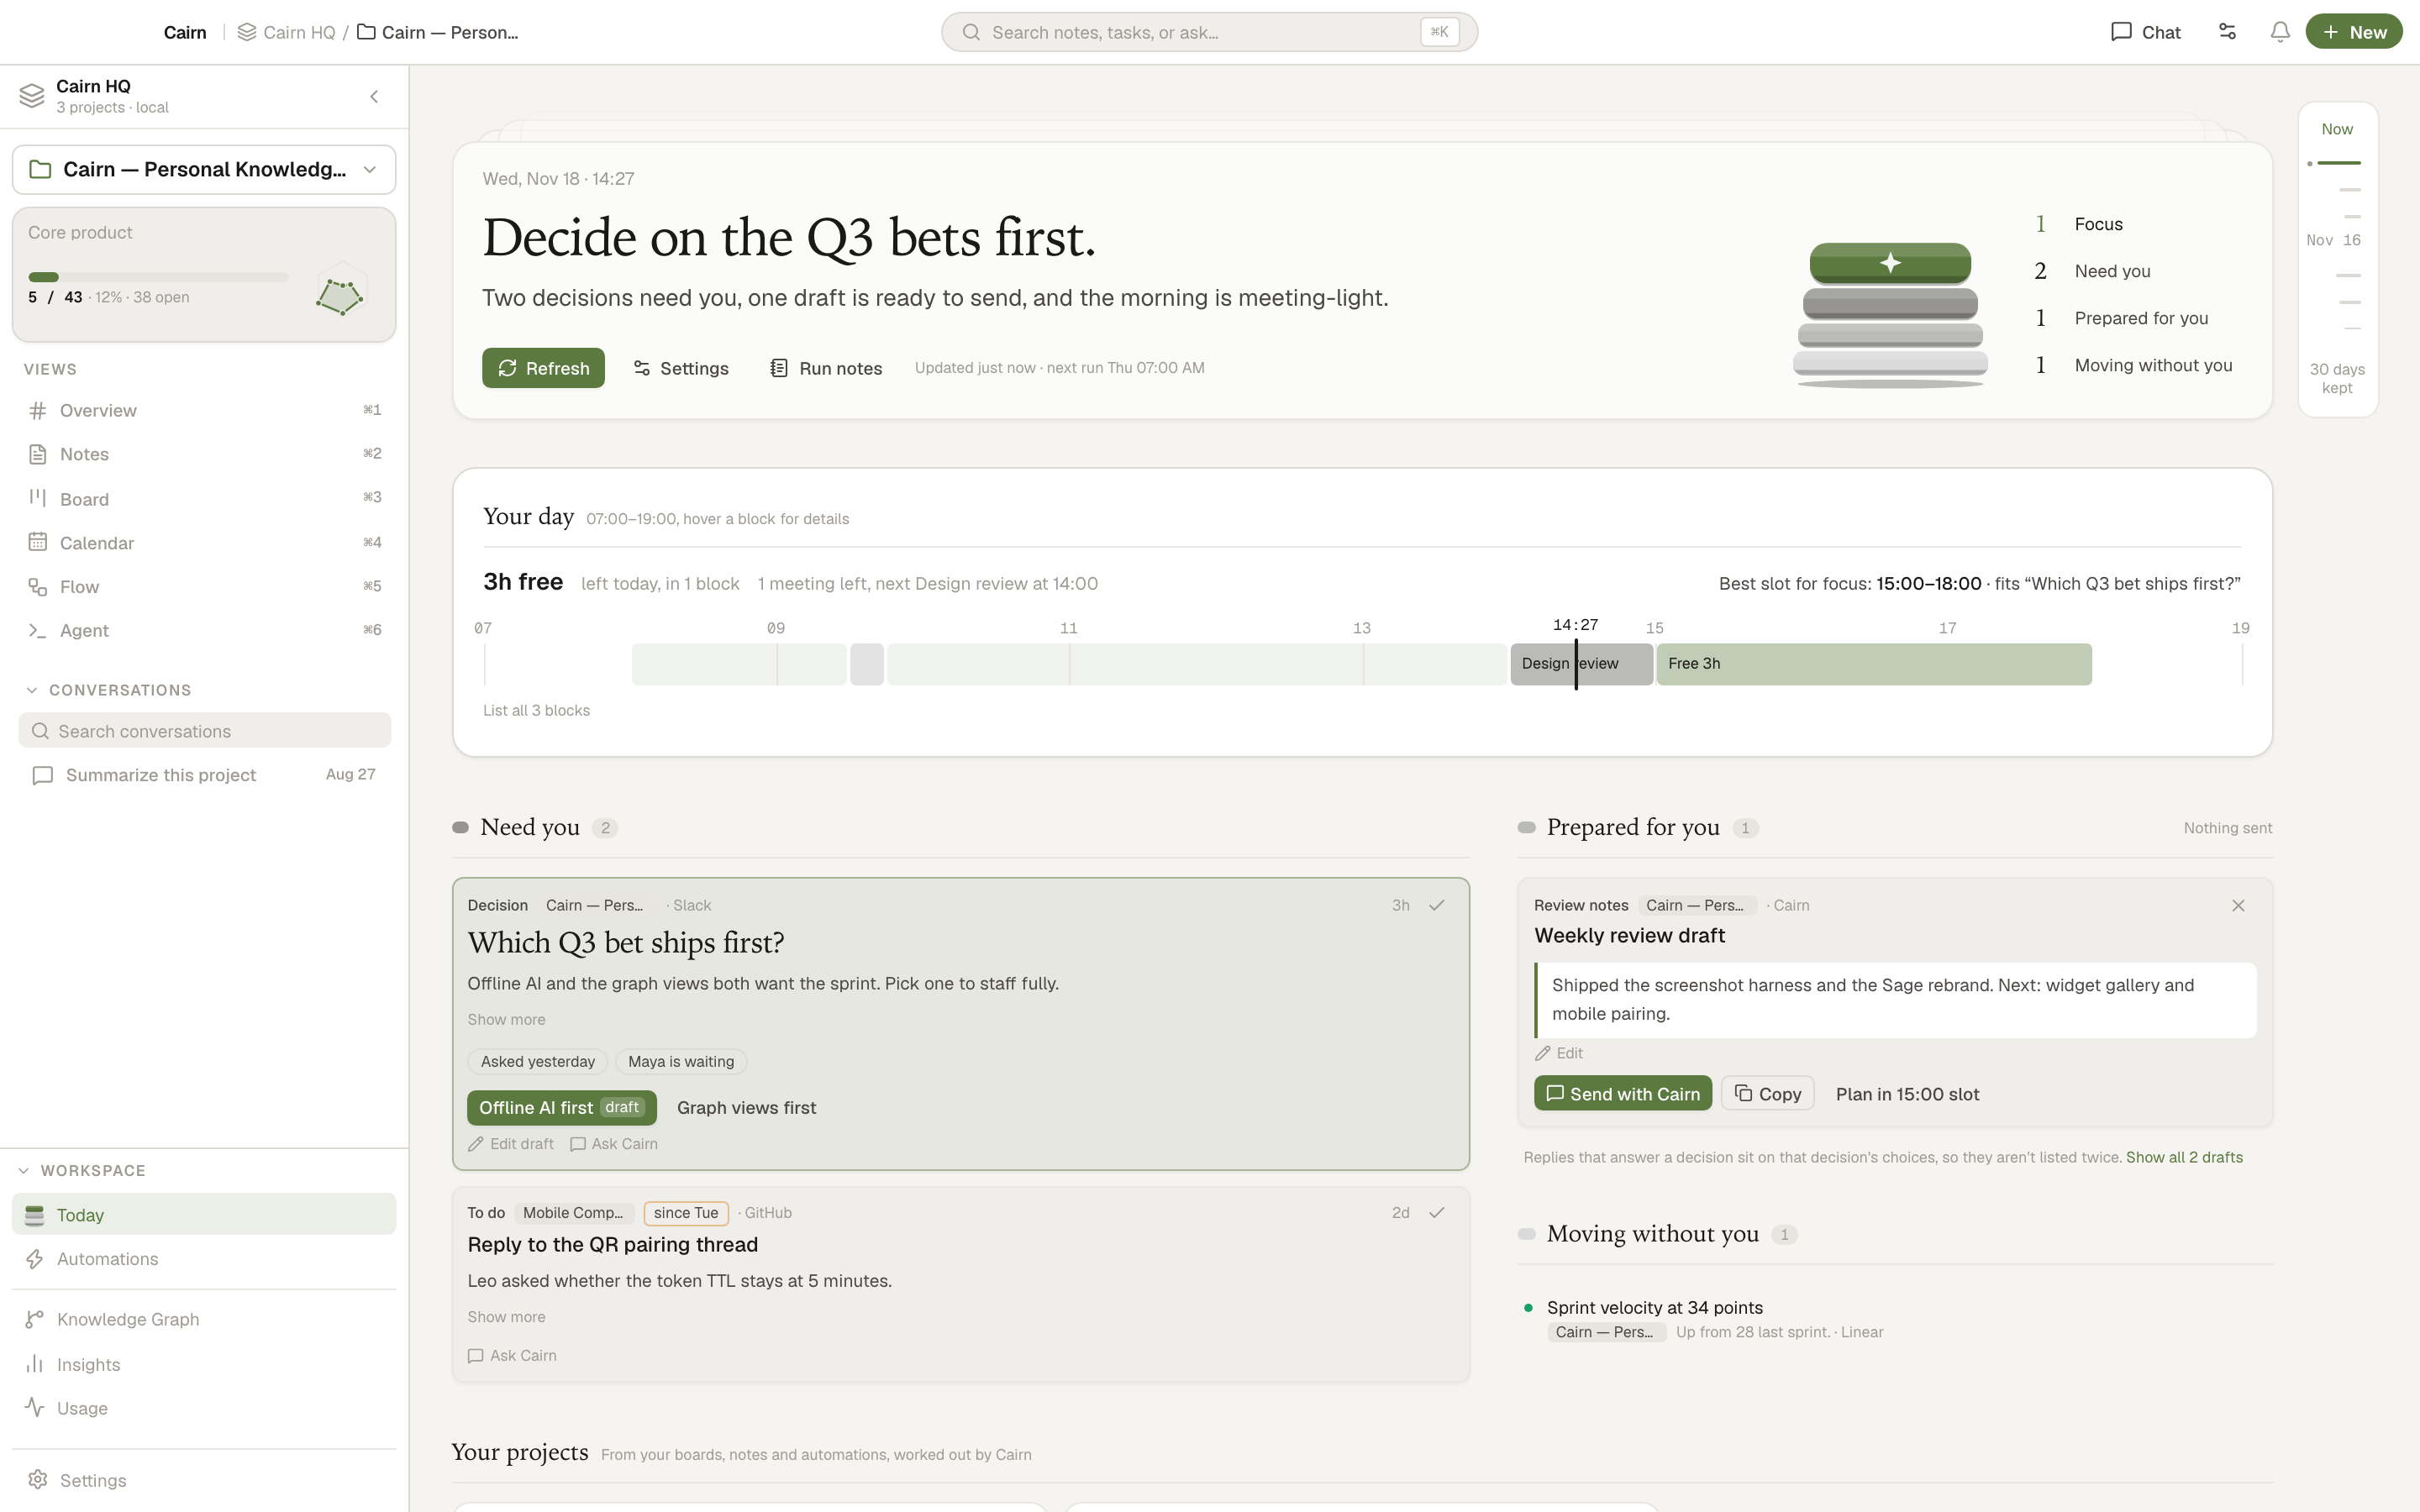 Cairn
Cairn HQ / Cairn — Person...
Search notes, tasks, or ask... ⌘K
Chat
New
Cairn HQ
3 projects · local
Cairn — Personal Knowledg...
Core product
5 / 43 · 12% · 38 open
VIEWS
Overview ⌘1
Notes ⌘2
Board ⌘3
Calendar ⌘4
Flow ⌘5
Agent ⌘6
CONVERSATIONS
Search conversations
Summarize this project Aug 27
WORKSPACE
Today
Automations
Knowledge Graph
Insights
Usage
Settings
Wed, Nov 18 · 14:27
Decide on the Q3 bets first.
Two decisions need you, one draft is ready to send, and the morning is meeting-light.
Refresh Settings Run notes Updated just now · next run Thu 07:00 AM
1 Focus
2 Need you
1 Prepared for you
1 Moving without you
Now
Nov 16
30 days
kept
Your day 07:00–19:00, hover a block for details
3h free left today, in 1 block 1 meeting left, next Design review at 14:00
Best slot for focus: 15:00–18:00 · fits “Which Q3 bet ships first?”
07 09 11 13 14:27 15 17 19
Design review Free 3h
List all 3 blocks
Need you 2
Decision Cairn — Pers... · Slack 3h
Which Q3 bet ships first?
Offline AI and the graph views both want the sprint. Pick one to staff fully.
Show more
Asked yesterday Maya is waiting
Offline AI first draft Graph views first
Edit draft Ask Cairn
To do Mobile Comp... since Tue · GitHub 2d
Reply to the QR pairing thread
Leo asked whether the token TTL stays at 5 minutes.
Show more
Ask Cairn
Prepared for you 1 Nothing sent
Review notes Cairn — Pers... · Cairn
Weekly review draft
Shipped the screenshot harness and the Sage rebrand. Next: widget gallery and
mobile pairing.
Edit
Send with Cairn Copy Plan in 15:00 slot
Replies that answer a decision sit on that decision's choices, so they aren't listed twice. Show all 2 drafts
Moving without you 1
Sprint velocity at 34 points
Cairn — Pers... Up from 28 last sprint. · Linear
Your projects From your boards, notes and automations, worked out by Cairn